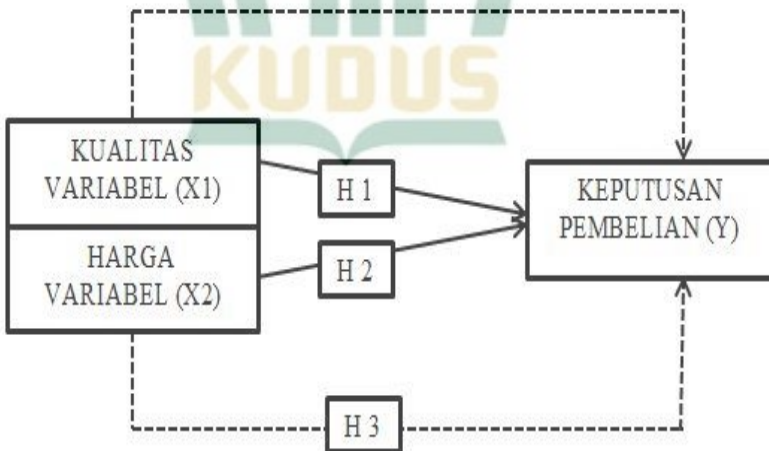 KUDUS
KUALITAS
VARIABEL (X1)
HARGA
VARIABEL (X2)
H 1
H 2
KEPUTUSAN
PEMBELIAN (Y)
H 3